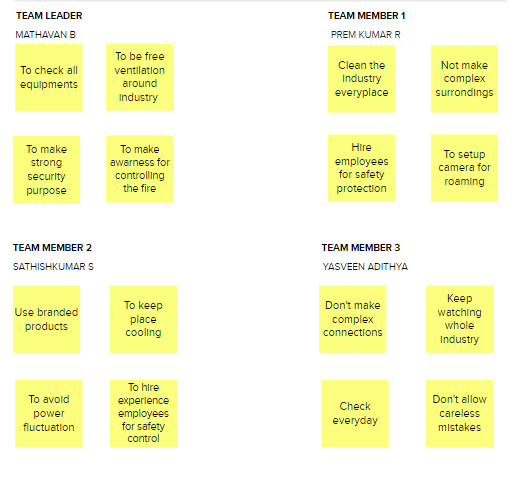 TEAM LEADER
MATHAVAN B
To check all
equipments
To be free
ventilation
around
industry
To make
strong
security
purpose
To make
awarness for
controlling
the fire
TEAM MEMBER 1
PREM KUMAR R
Clean the
industry
everyplace
Not make
complex
surrondings
Hire
employees
for safety
protection
To setup
camera for
roaming
TEAM MEMBER 2
SATHISHKUMAR S
Use branded
products
To keep
place
cooling
To avoid
power
fluctuation
To hire
experience
employees
for safety
control
TEAM MEMBER 3
YASVEEN ADITHYA
Don't make
complex
connections
Keep
watching
whole
industry
Check
everyday
Don't allow
careless
mistakes